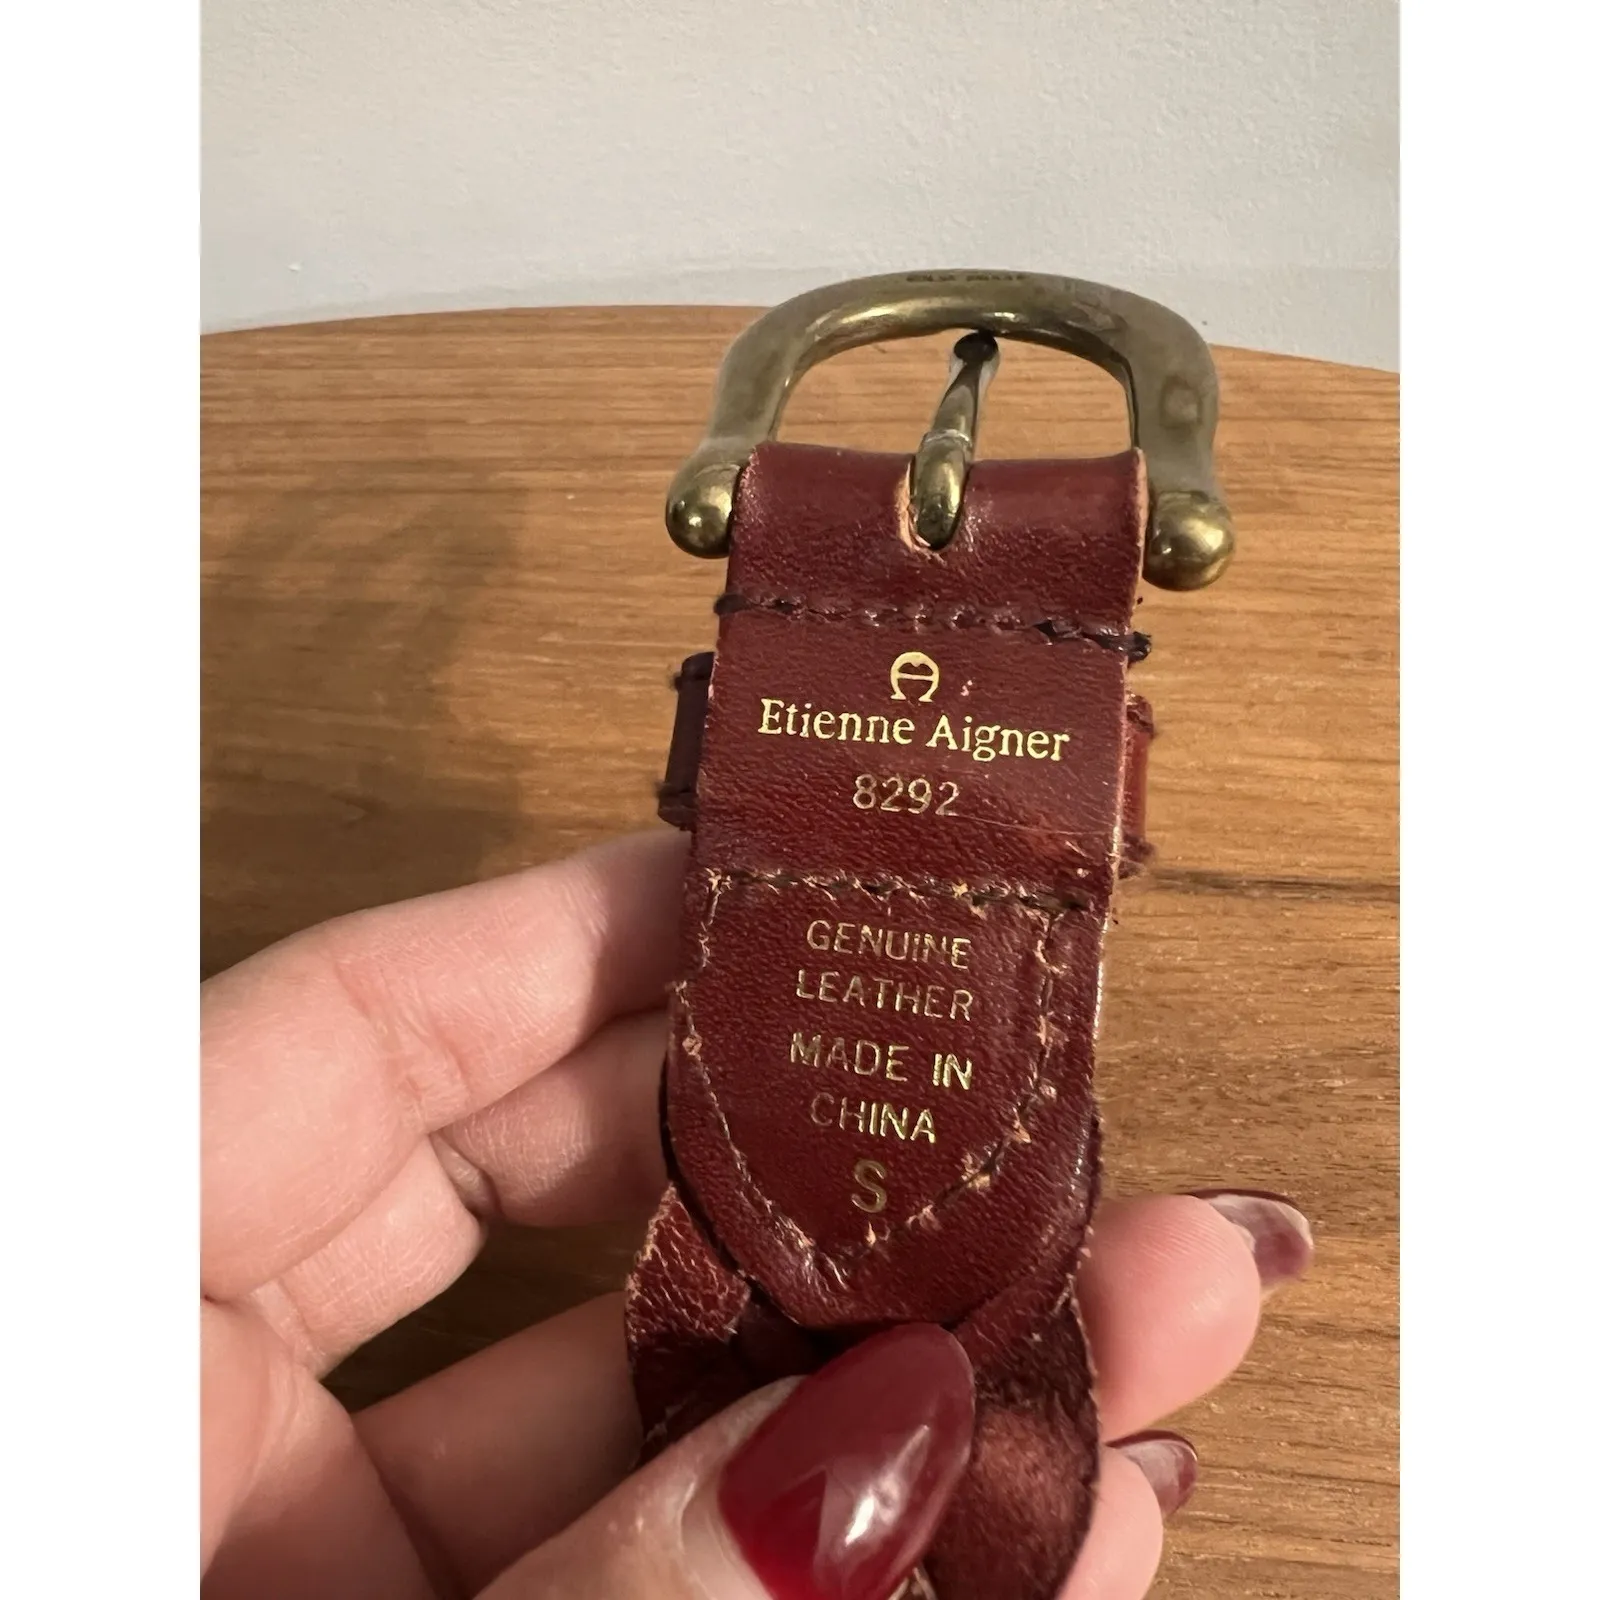 Etienne Aigner
8292
GENUINE
LEATHER
MADE IN
CHINA
S